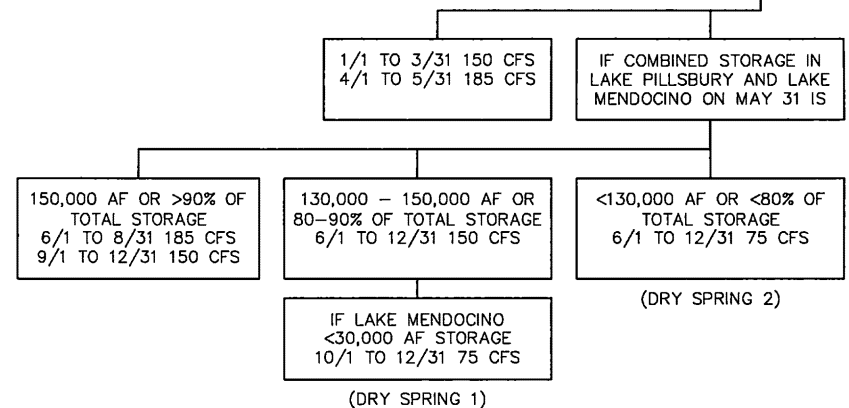 1/1 TO 3/31 150 CFS
4/1 TO 5/31 185 CFS
IF COMBINED STORAGE IN
LAKE PILLSBURY AND LAKE
MENDOCINO ON MAY 31 IS
150,000 AF OR >90% OF
TOTAL STORAGE
6/1 TO 8/31 185 CFS
9/1 TO 12/31 150 CFS
130,000 – 150,000 AF OR
80–90% OF TOTAL STORAGE
6/1 TO 12/31 150 CFS
<130,000 AF OR <80% OF
TOTAL STORAGE
6/1 TO 12/31 75 CFS
(DRY SPRING 2)
IF LAKE MENDOCINO
<30,000 AF STORAGE
10/1 TO 12/31 75 CFS
(DRY SPRING 1)